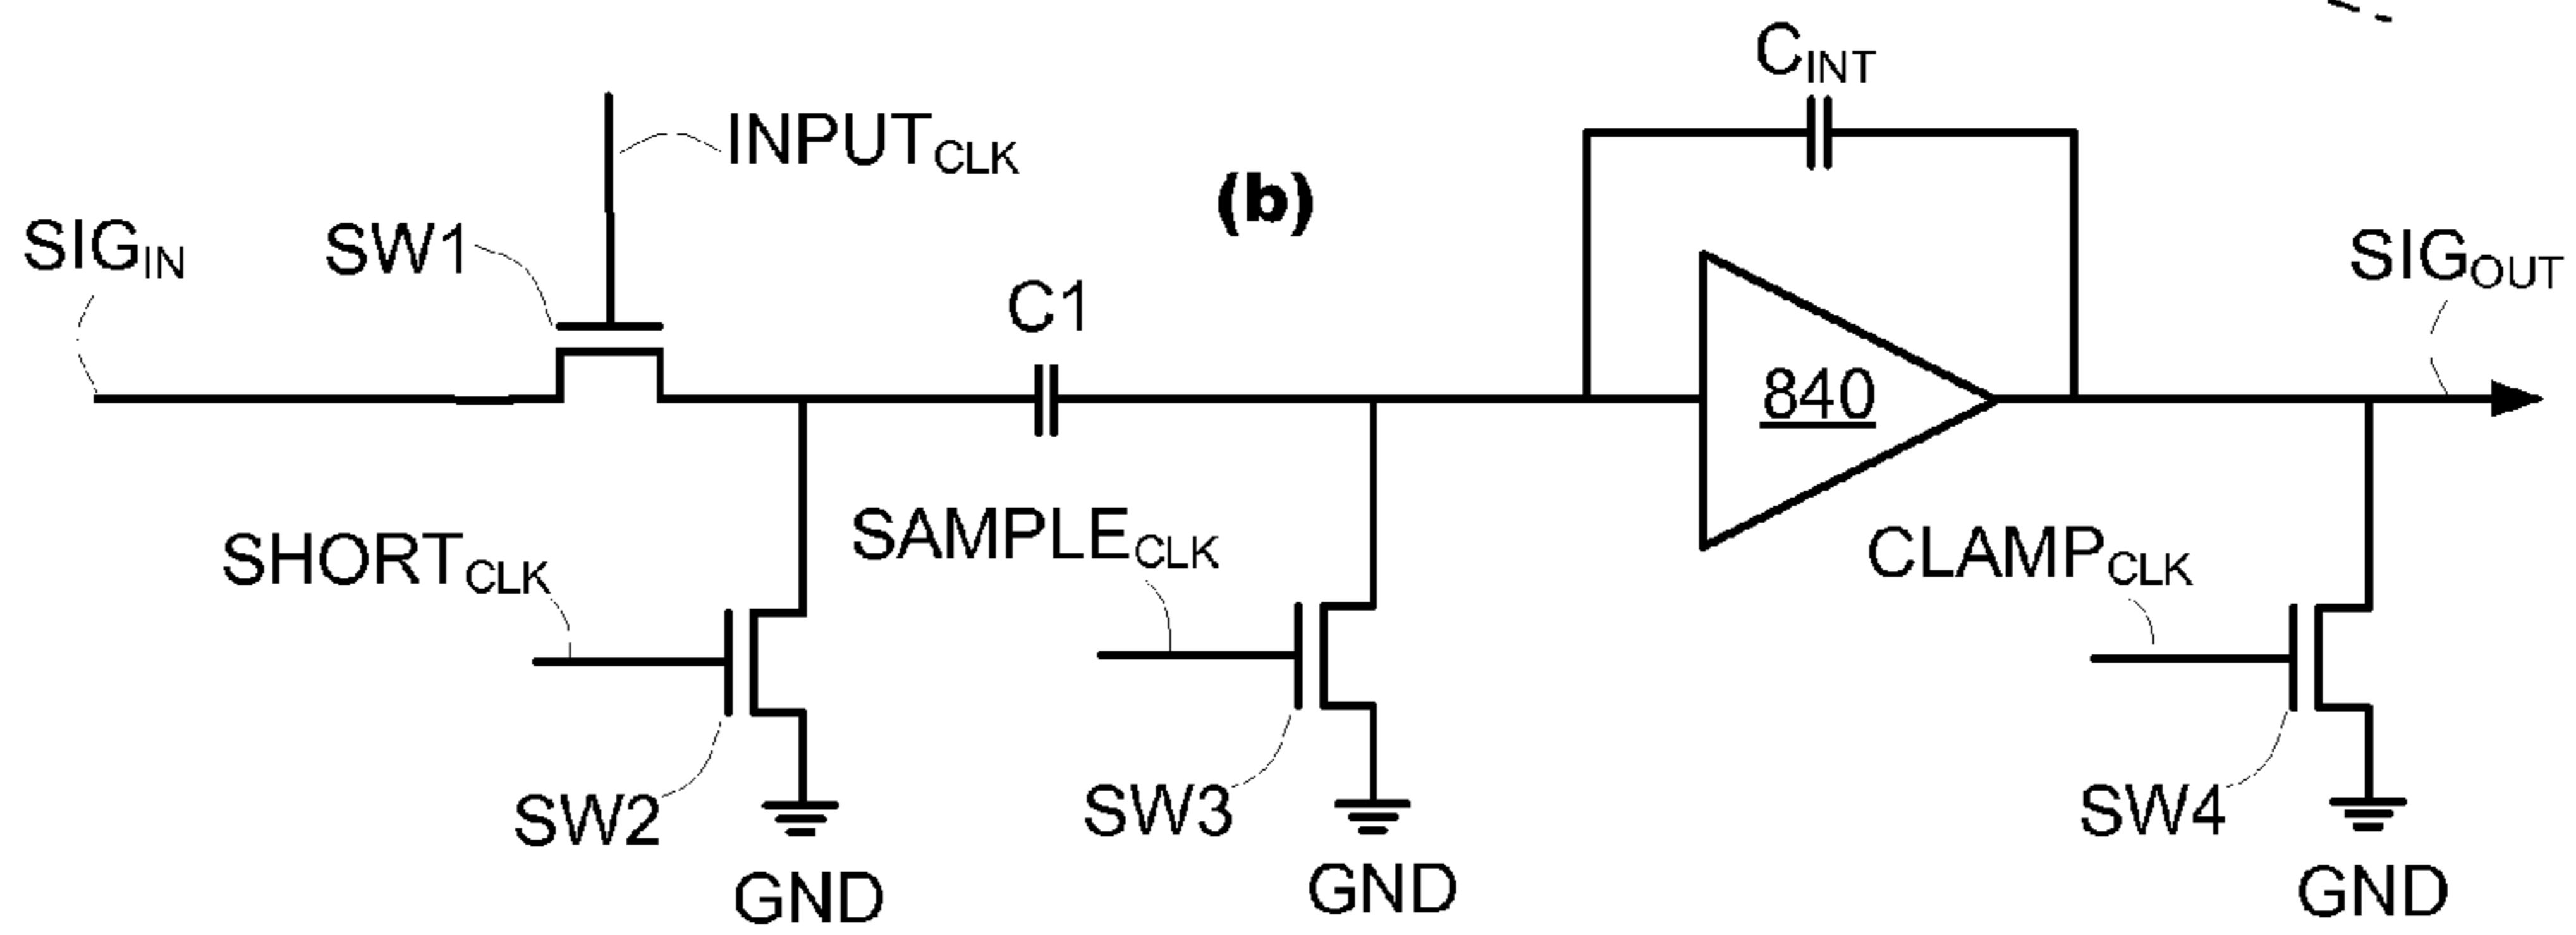 C_INT
INPUT_CLK
(b)
SIG_IN
SW1
SIG_OUT
C1
840
SHORT_CLK
SAMPLE_CLK
CLAMP_CLK
SW2
SW3
SW4
GND
GND
GND